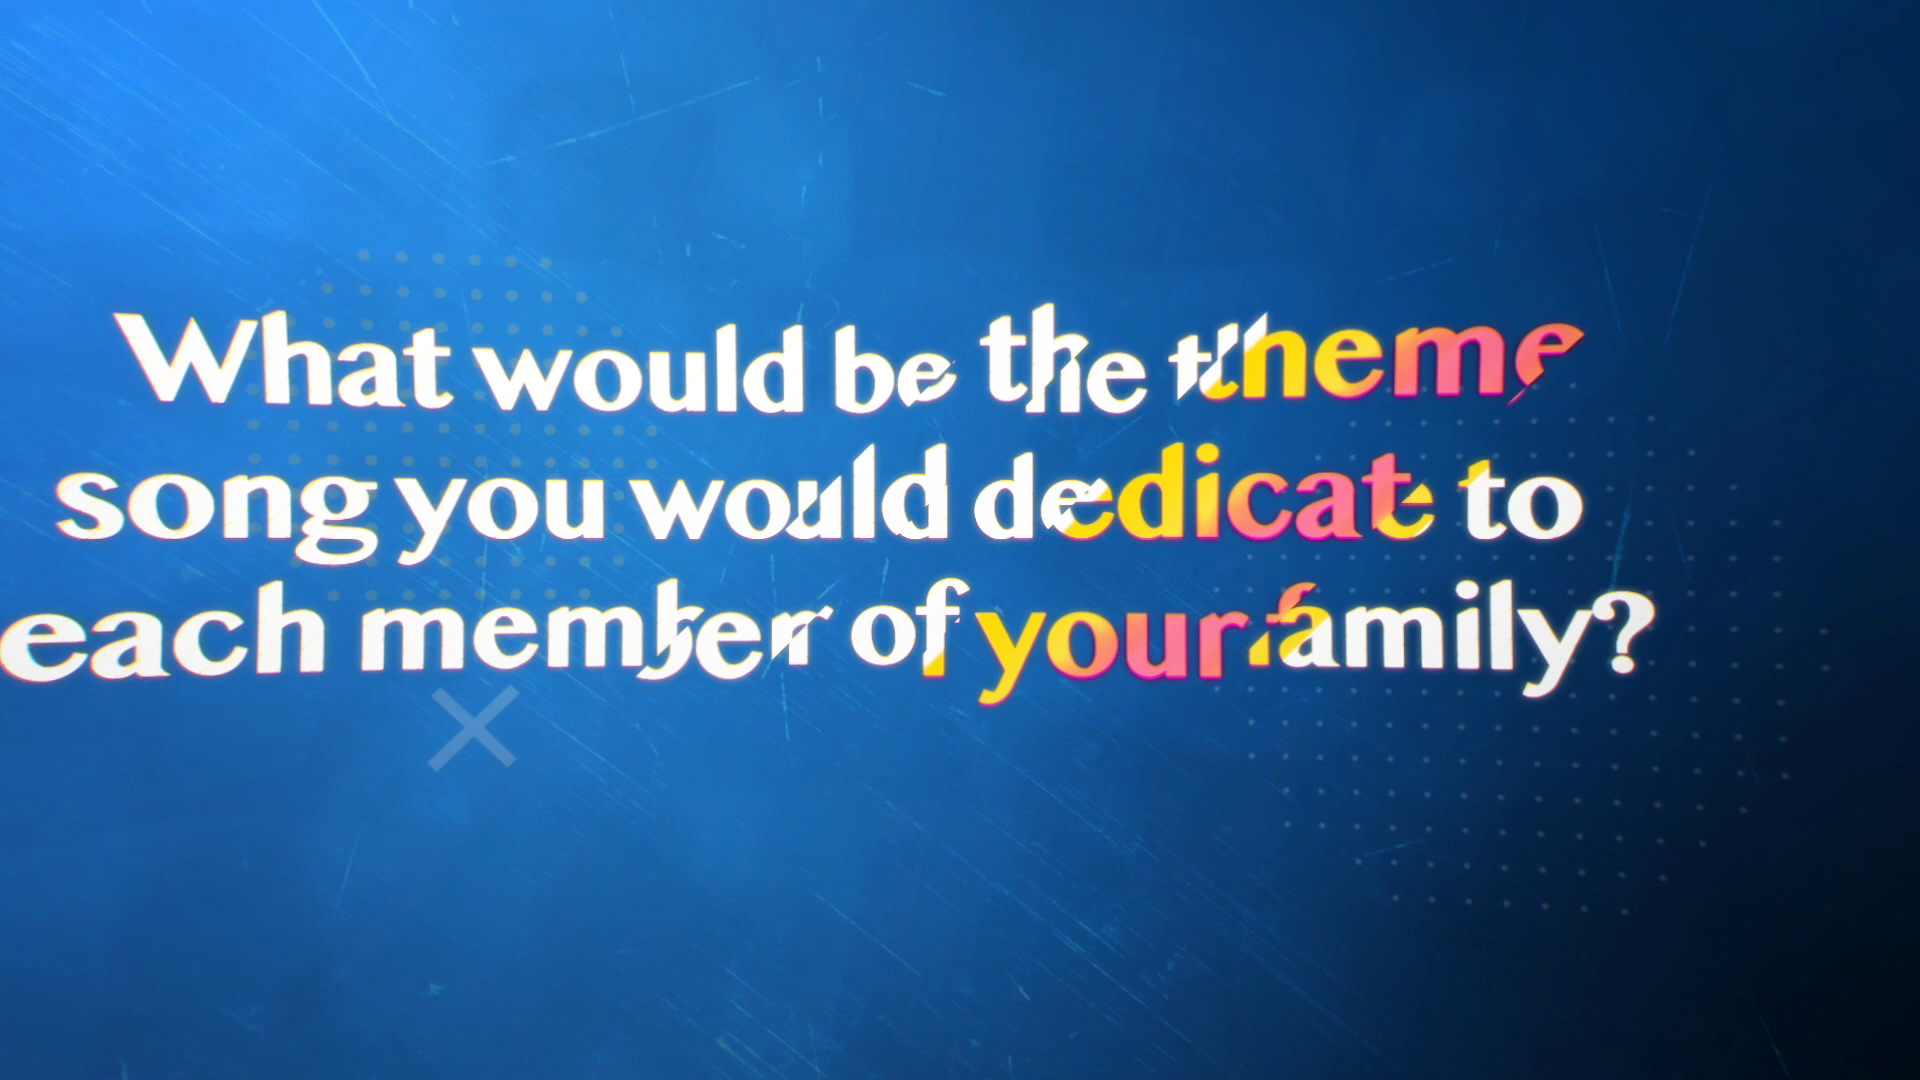 What would be the theme
song you would dedicate to
each member of your family?